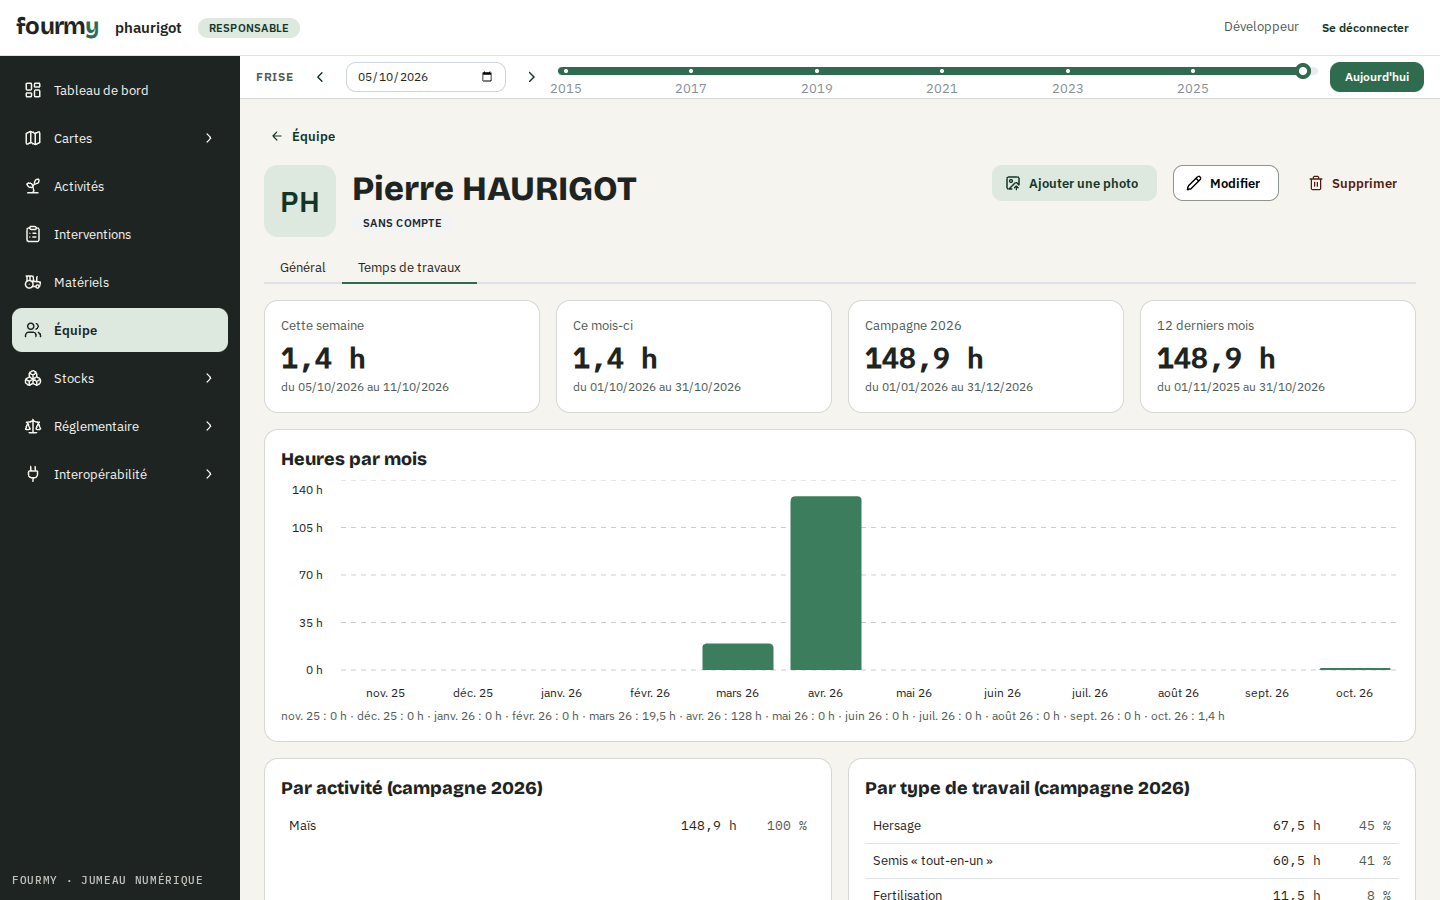 fourmy phaurigot RESPONSABLE Développeur Se déconnecter
FRISE 05/10/2026 2015 2017 2019 2021 2023 2025 Aujourd'hui
Tableau de bord
Cartes
Activités
Interventions
Matériels
Équipe
Stocks
Réglementaire
Interopérabilité
FOURMY · JUMEAU NUMÉRIQUE
Équipe
PH
Pierre HAURIGOT
SANS COMPTE
Ajouter une photo Modifier Supprimer
Général Temps de travaux
Cette semaine
1,4 h
du 05/10/2026 au 11/10/2026
Ce mois-ci
1,4 h
du 01/10/2026 au 31/10/2026
Campagne 2026
148,9 h
du 01/01/2026 au 31/12/2026
12 derniers mois
148,9 h
du 01/11/2025 au 31/10/2026
Heures par mois
140 h
105 h
70 h
35 h
0 h
nov. 25 déc. 25 janv. 26 févr. 26 mars 26 avr. 26 mai 26 juin 26 juil. 26 août 26 sept. 26 oct. 26
nov. 25 : 0 h · déc. 25 : 0 h · janv. 26 : 0 h · févr. 26 : 0 h · mars 26 : 19,5 h · avr. 26 : 128 h · mai 26 : 0 h · juin 26 : 0 h · juil. 26 : 0 h · août 26 : 0 h · sept. 26 : 0 h · oct. 26 : 1,4 h
Par activité (campagne 2026)
Maïs 148,9 h 100 %
Par type de travail (campagne 2026)
Hersage 67,5 h 45 %
Semis « tout-en-un » 60,5 h 41 %
Fertilisation 11,5 h 8 %